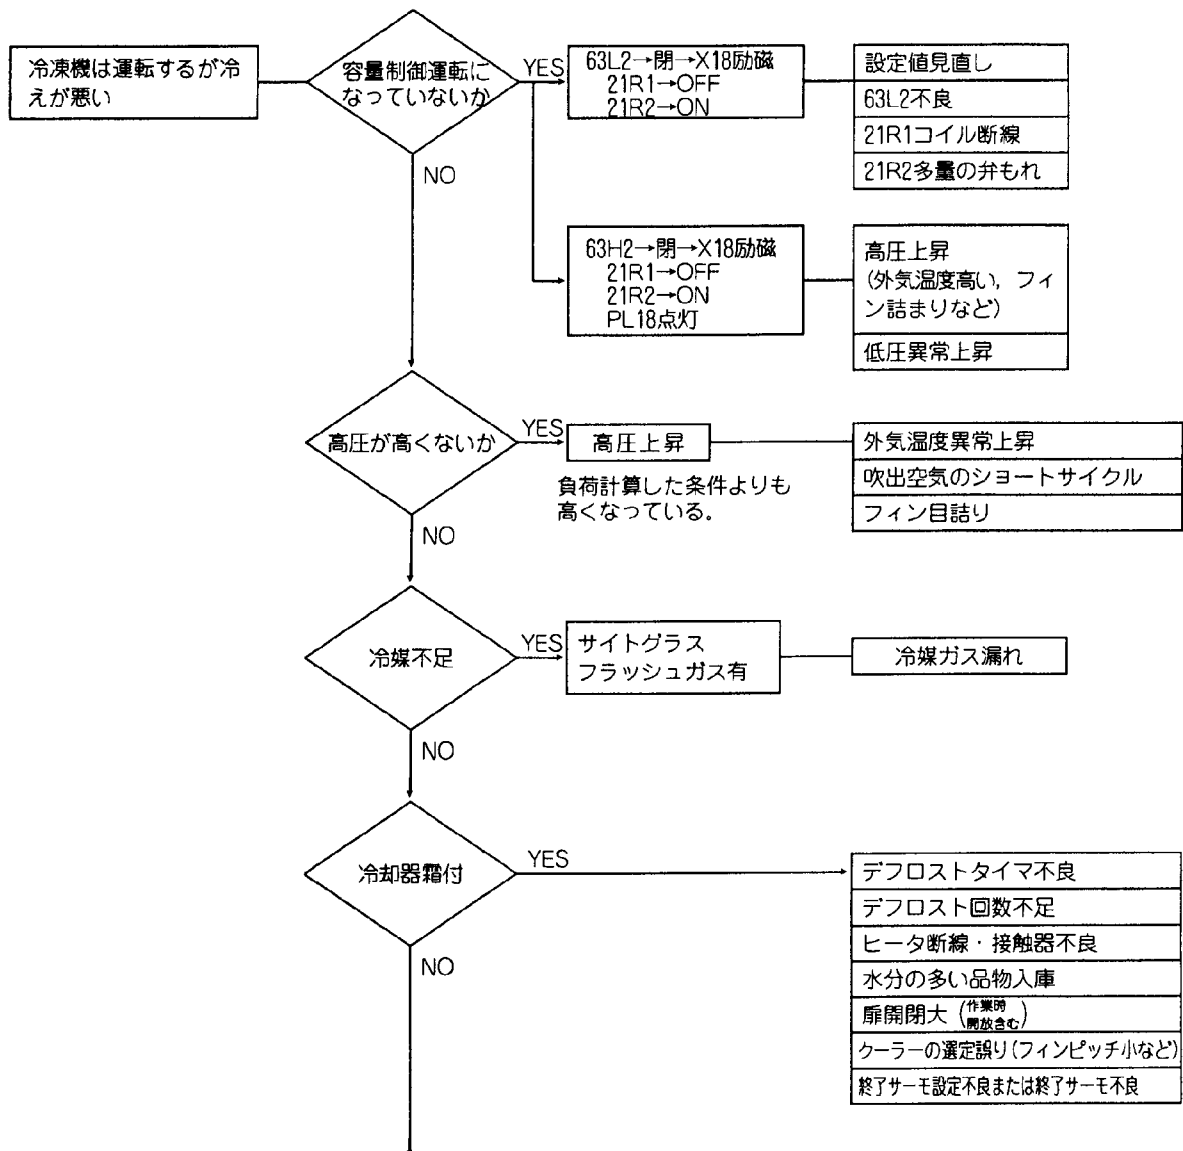 冷凍機は運転するが冷
えが悪い
容量制御運転に
なっていないか
YES
63L2→閉→X18励磁
21R1→OFF
21R2→ON
設定値見直し
63L2不良
21R1コイル断線
21R2多量の弁もれ
NO
63H2→閉→X18励磁
21R1→OFF
21R2→ON
PL18点灯
高圧上昇
(外気温度高い，フィ
ン詰まりなど)
低圧異常上昇
高圧が高くないか
YES
高圧上昇
負荷計算した条件よりも
高くなっている。
外気温度異常上昇
吹出空気のショートサイクル
フィン目詰り
NO
冷媒不足
YES
サイトグラス
フラッシュガス有
冷媒ガス漏れ
NO
冷却器霜付
YES
デフロストタイマ不良
デフロスト回数不足
ヒータ断線・接触器不良
水分の多い品物入庫
扉開閉大(作業時
開放含む)
クーラーの選定誤り(フィンピッチ小など)
終了サーモ設定不良または終了サーモ不良
NO